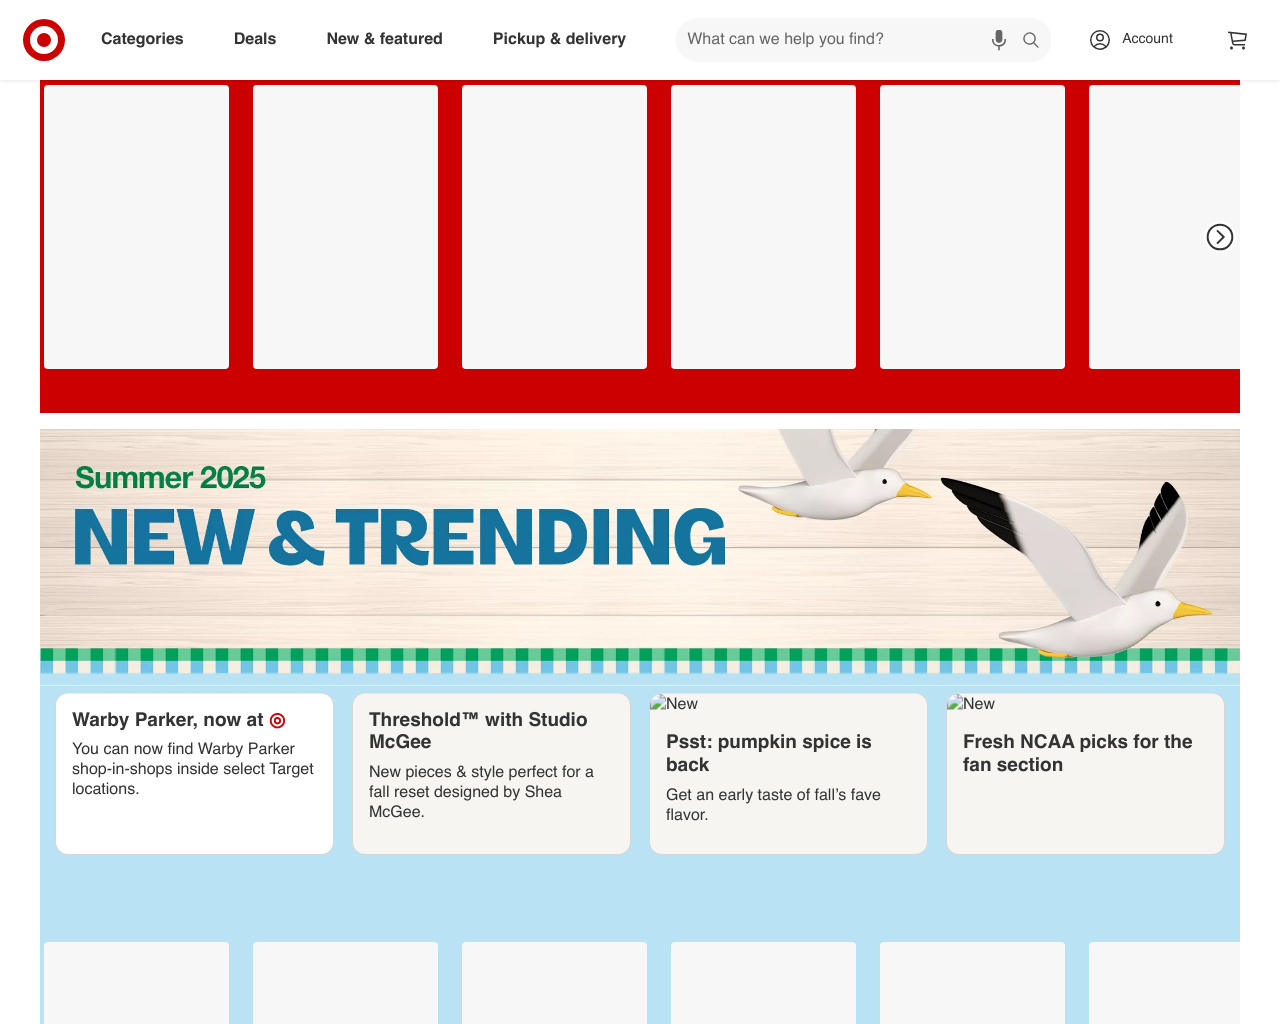 Categories
Deals
New & featured
Pickup & delivery
What can we help you find?
Account
Summer 2025
NEW & TRENDING
Warby Parker, now at
You can now find Warby Parker
shop-in-shops inside select Target
locations.
Threshold™ with Studio
McGee
New pieces & style perfect for a
fall reset designed by Shea
McGee.
New
Psst: pumpkin spice is
back
Get an early taste of fall’s fave
flavor.
New
Fresh NCAA picks for the
fan section